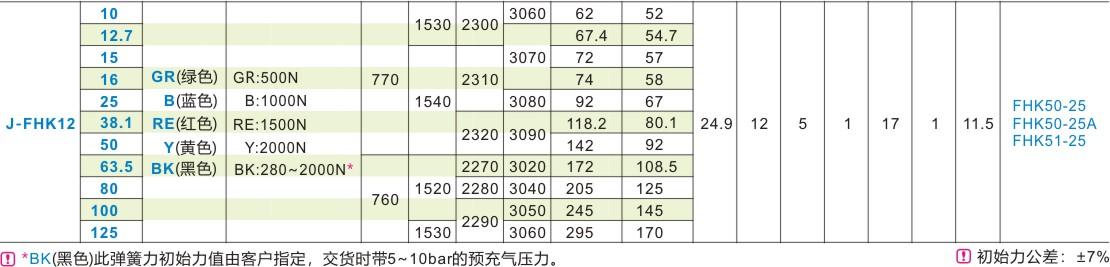 10 1530 2300 3060 62 52
12.7 67.4 54.7
15 3070 72 57
16 GR(绿色) GR:500N 770 2310 74 58
25 B(蓝色) B:1000N 1540 3080 92 67 FHK50-25
J-FHK12 38.1 RE(红色) RE:1500N 2320 3090 118.2 80.1 24.9 12 5 1 17 1 11.5 FHK50-25A
50 Y(黄色) Y:2000N 142 92 FHK51-25
63.5 BK(黑色) BK:280~2000N* 2270 3020 172 108.5
80 760 1520 2280 3040 205 125
100 2290 3050 245 145
125 1530 3060 295 170
! *BK(黑色)此弹簧力初始力值由客户指定，交货时带5~10bar的预充气压力。 ! 初始力公差：±7%